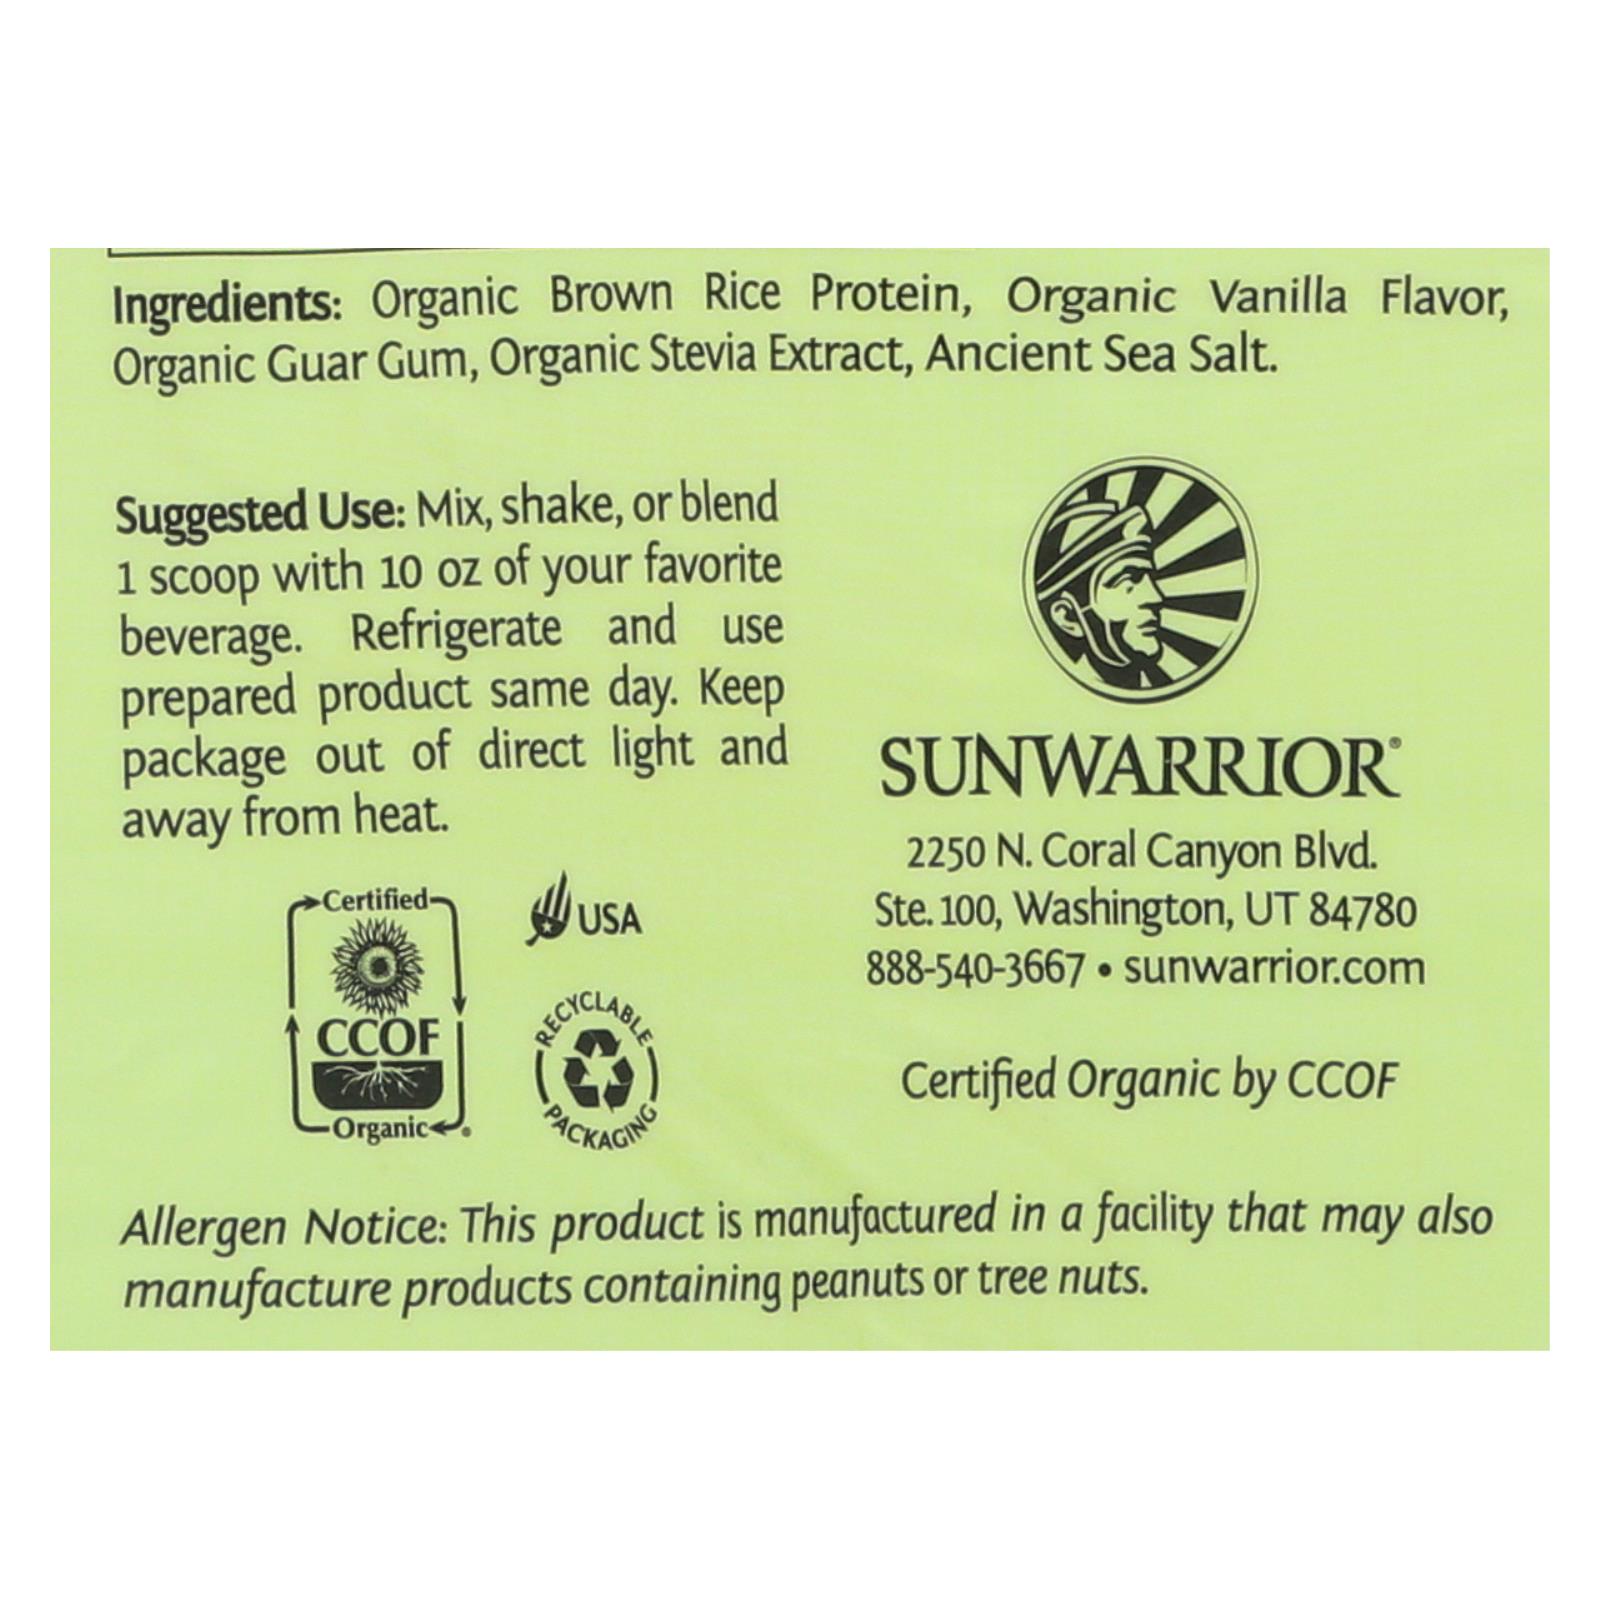 Ingredients: Organic Brown Rice Protein, Organic Vanilla Flavor,
Organic Guar Gum, Organic Stevia Extract, Ancient Sea Salt.
Suggested Use: Mix, shake, or blend
1 scoop with 10 oz of your favorite
beverage. Refrigerate and use
prepared product same day. Keep
package out of direct light and
away from heat.
Certified
CCOF
Organic
®
USA
RECYCLABLE
PACKAGING
SUNWARRIOR®
2250 N. Coral Canyon Blvd.
Ste. 100, Washington, UT 84780
888-540-3667 • sunwarrior.com
Certified Organic by CCOF
Allergen Notice: This product is manufactured in a facility that may also
manufacture products containing peanuts or tree nuts.